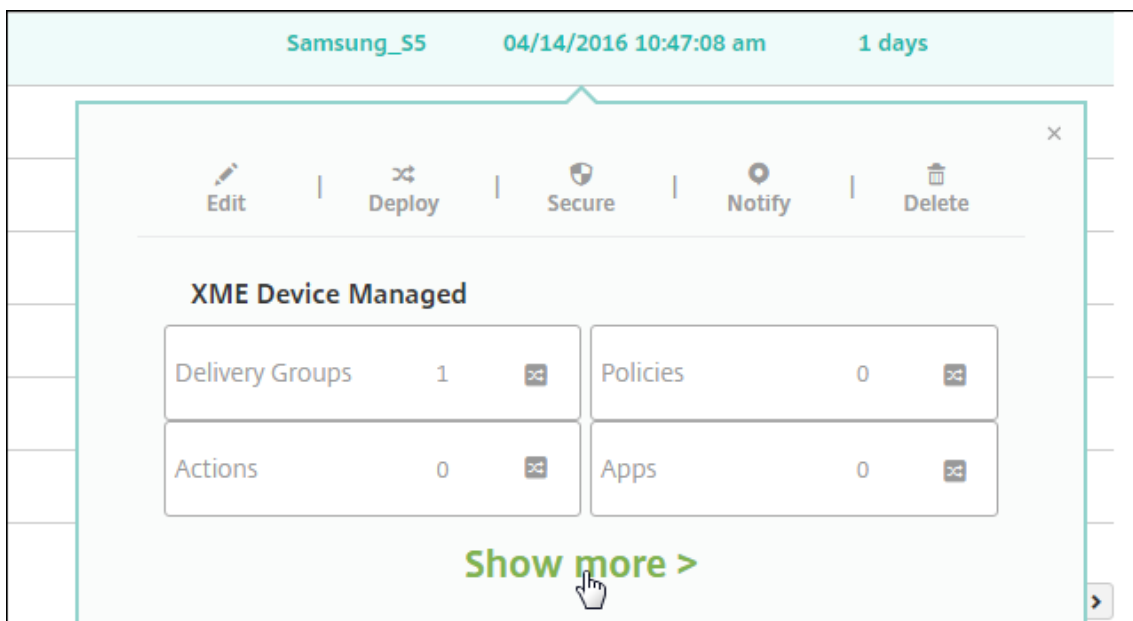 Samsung_S5 04/14/2016 10:47:08 am 1 days
×
Edit | Deploy | Secure | Notify | Delete
XME Device Managed
Delivery Groups 1 Policies 0
Actions 0 Apps 0
Show more >